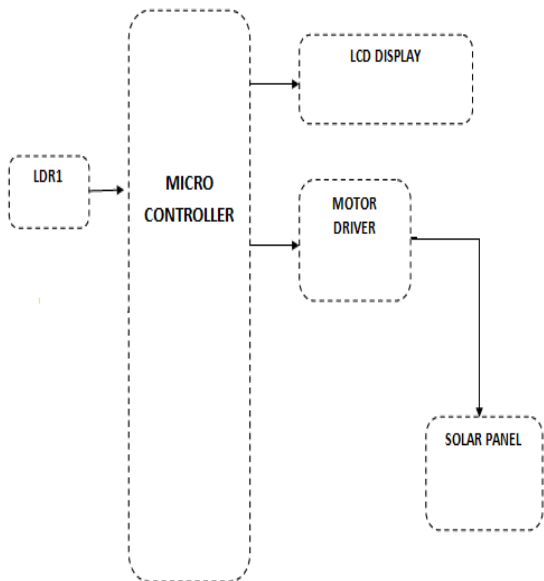 LCD DISPLAY
LDR1
MICRO
CONTROLLER
MOTOR
DRIVER
SOLAR PANEL